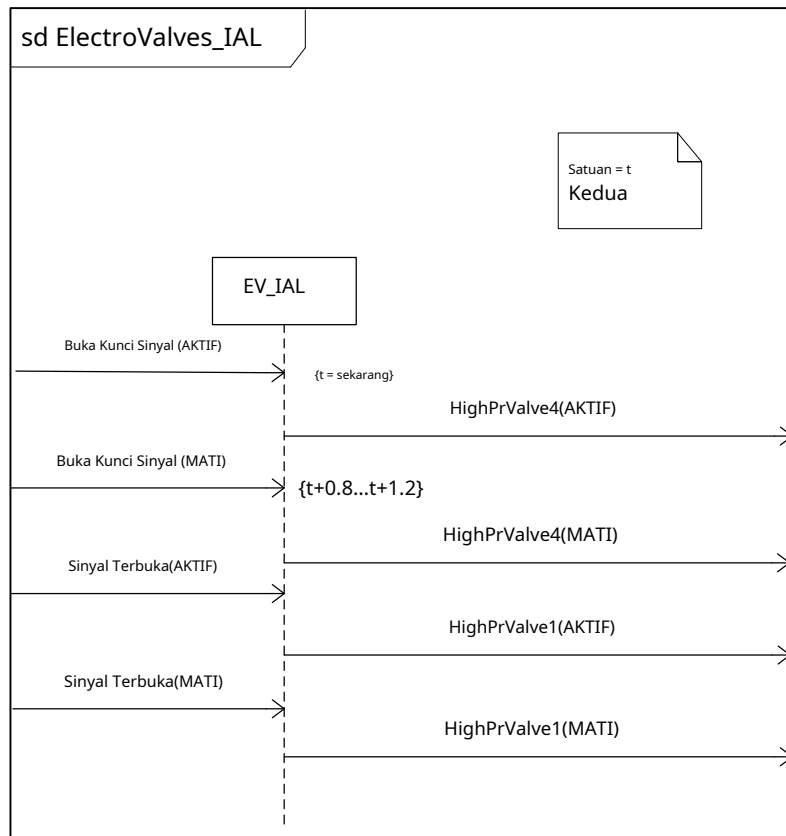 sd ElectroValves_IAL
Satuan = t
Kedua
EV_IAL
Buka Kunci Sinyal (AKTIF)
{t = sekarang}
HighPrValve4(AKTIF)
Buka Kunci Sinyal (MATI)
{t+0.8...t+1.2}
HighPrValve4(MATI)
Sinyal Terbuka(AKTIF)
HighPrValve1(AKTIF)
Sinyal Terbuka(MATI)
HighPrValve1(MATI)